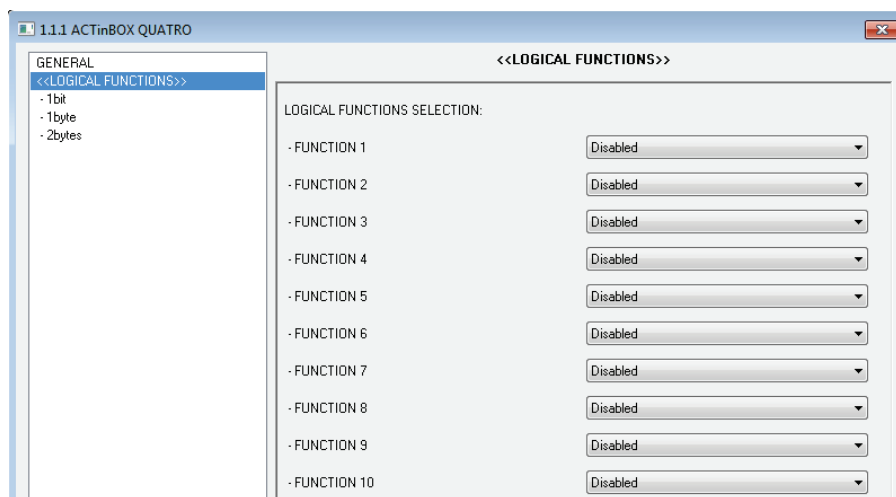 1.1.1 ACTinBOX QUATRO
GENERAL
<<LOGICAL FUNCTIONS>>
- 1bit
- 1byte
- 2bytes
<<LOGICAL FUNCTIONS>>
LOGICAL FUNCTIONS SELECTION:
- FUNCTION 1 Disabled
- FUNCTION 2 Disabled
- FUNCTION 3 Disabled
- FUNCTION 4 Disabled
- FUNCTION 5 Disabled
- FUNCTION 6 Disabled
- FUNCTION 7 Disabled
- FUNCTION 8 Disabled
- FUNCTION 9 Disabled
- FUNCTION 10 Disabled